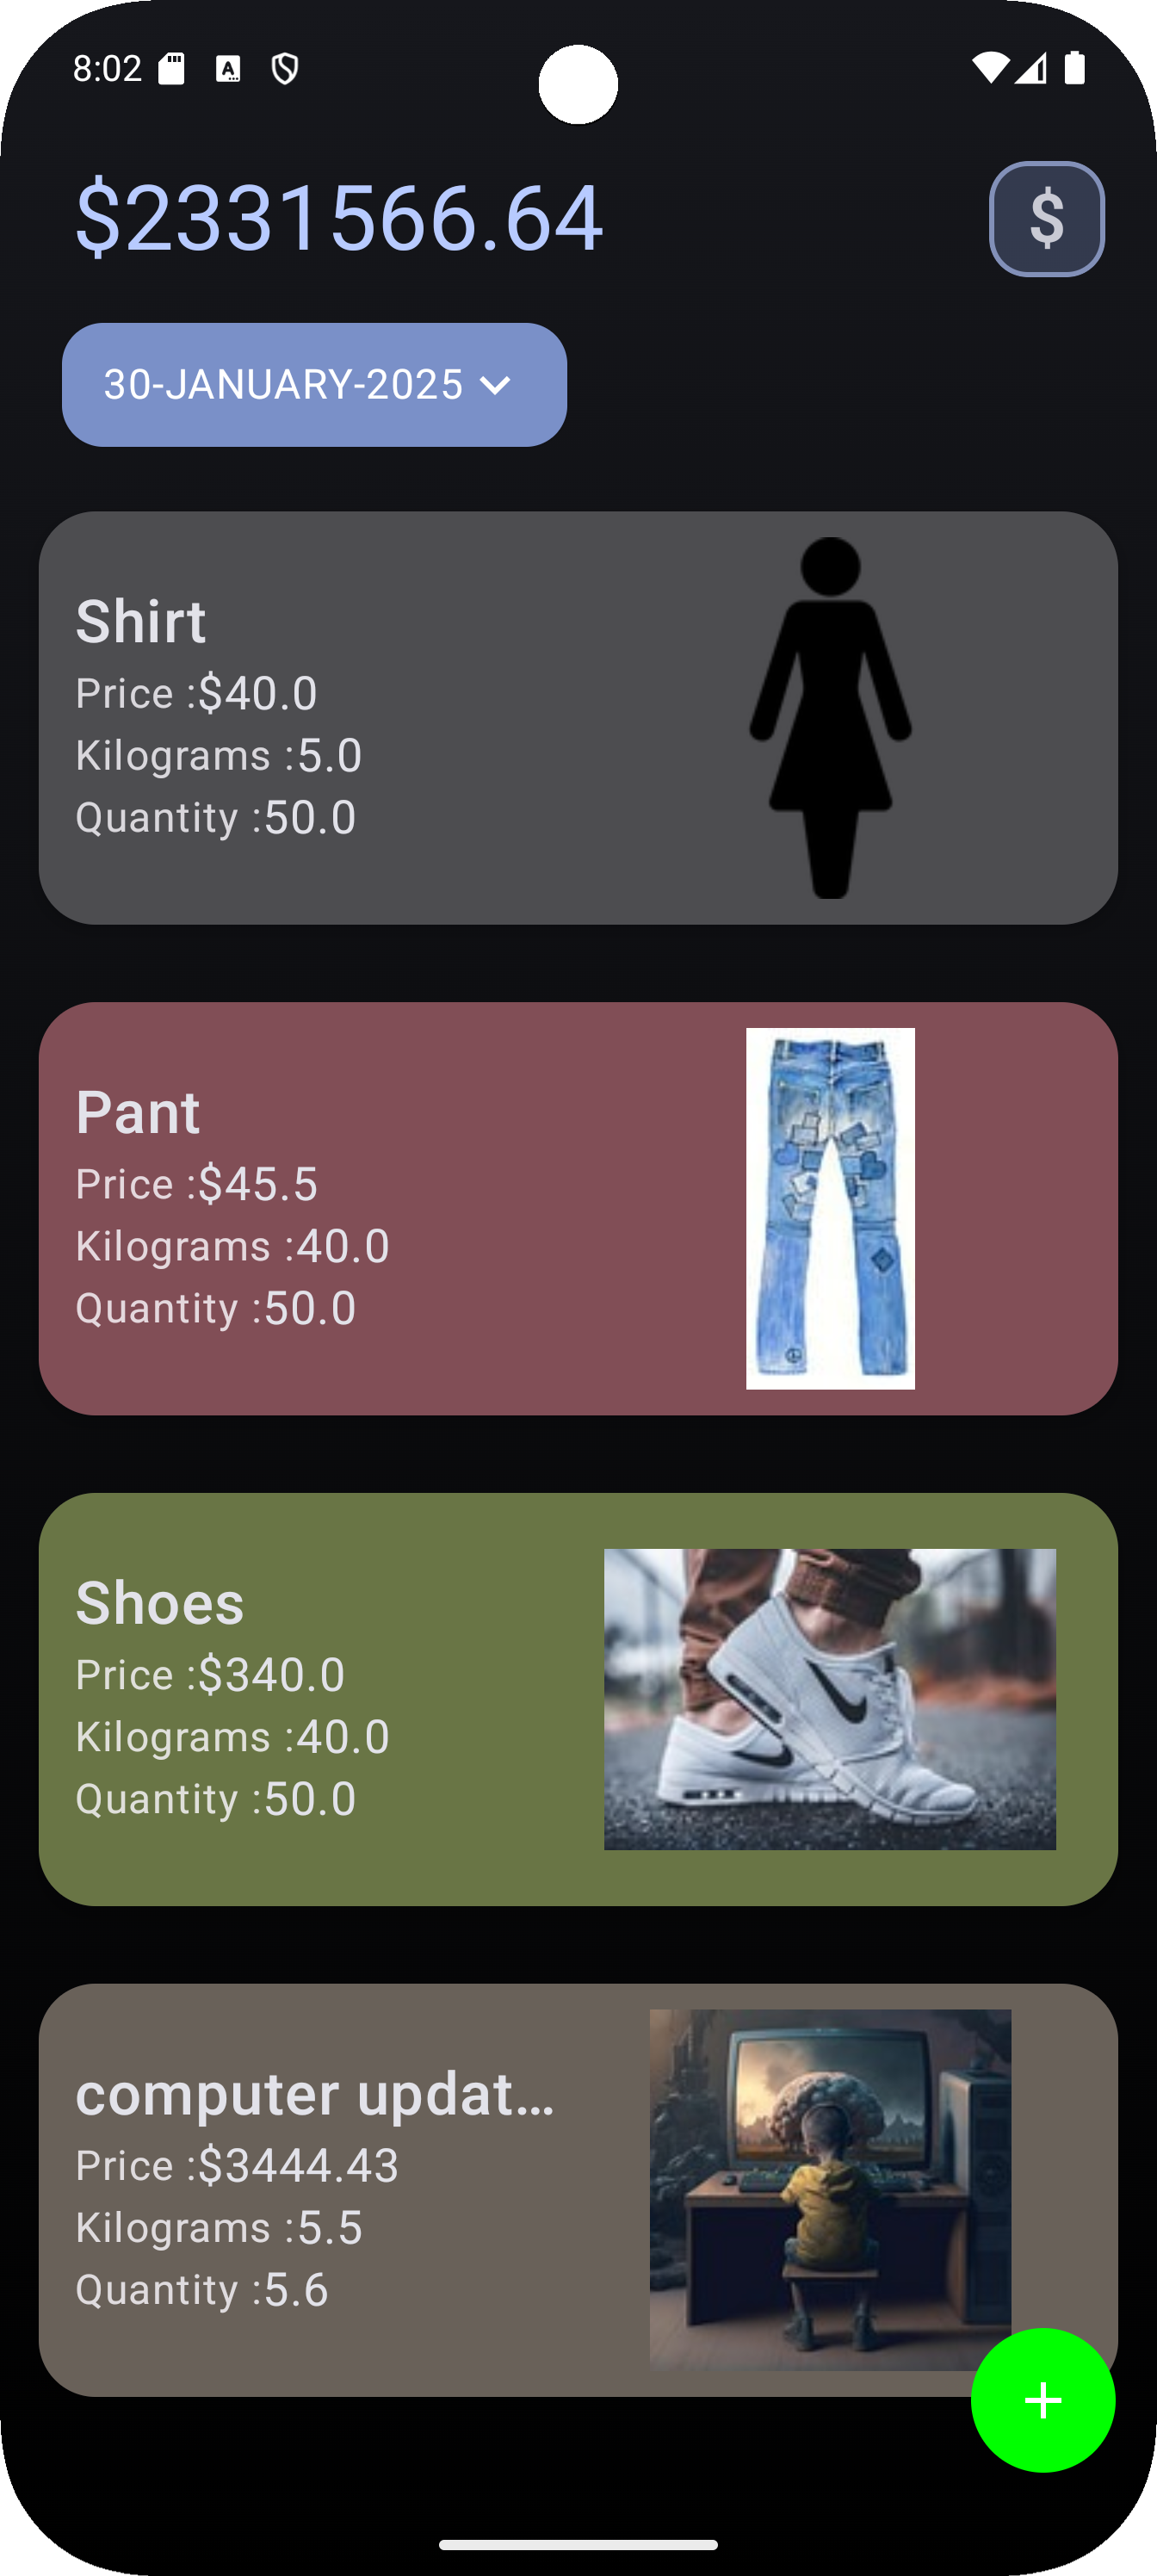 8:02
$2331566.64
$
30-JANUARY-2025
Shirt
Price :$40.0
Kilograms :5.0
Quantity :50.0
Pant
Price :$45.5
Kilograms :40.0
Quantity :50.0
Shoes
Price :$340.0
Kilograms :40.0
Quantity :50.0
computer updat...
Price :$3444.43
Kilograms :5.5
Quantity :5.6
+